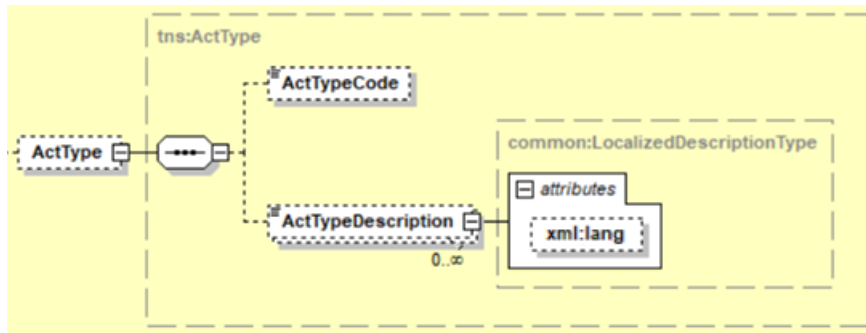 tns:ActType
ActTypeCode
ActType
common:LocalizedDescriptionType
attributes
ActTypeDescription
xml:lang
0..∞